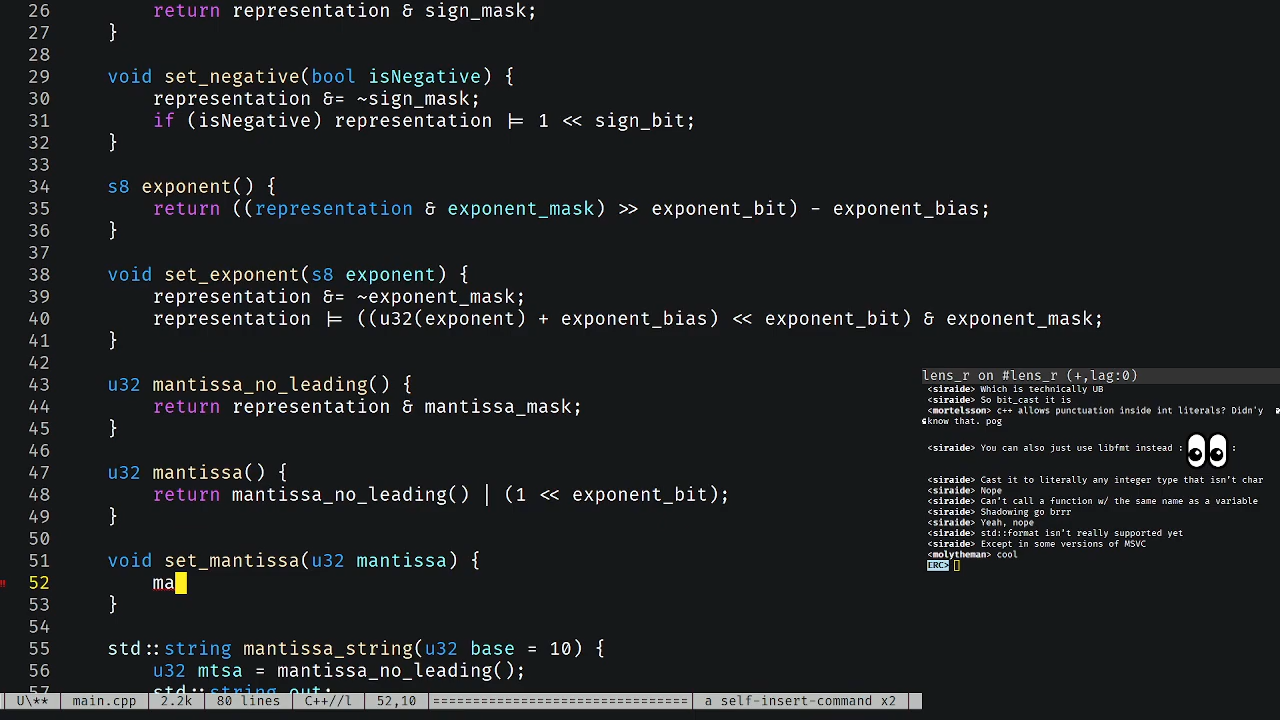 26 return representation & sign_mask;
27 }
28
29 void set_negative(bool isNegative) {
30 representation &= ~sign_mask;
31 if (isNegative) representation |= 1 << sign_bit;
32 }
33
34 s8 exponent() {
35 return ((representation & exponent_mask) >> exponent_bit) - exponent_bias;
36 }
37
38 void set_exponent(s8 exponent) {
39 representation &= ~exponent_mask;
40 representation |= ((u32(exponent) + exponent_bias) << exponent_bit) & exponent_mask;
41 }
42
43 u32 mantissa_no_leading() {
44 return representation & mantissa_mask;
45 }
46
47 u32 mantissa() {
48 return mantissa_no_leading() | (1 << exponent_bit);
49 }
50
51 void set_mantissa(u32 mantissa) {
52 ma
53 }
54
55 std::string mantissa_string(u32 base = 10) {
56 u32 mtsa = mantissa_no_leading();
57 std::string out;
U\** main.cpp 2.2k 80 lines C++//l 52,10 a self-insert-command x2
lens_r on #lens_r (+,lag:0)
<siraide> Which is technically UB
<siraide> So bit_cast it is
<mortelsson> c++ allows punctuation inside int literals? Didn'y
know that. pog
<siraide> You can also just use libfmt instead : :
<siraide> Cast it to literally any integer type that isn't char
<siraide> Nope
<siraide> Can't call a function w/ the same name as a variable
<siraide> Shadowing go brrr
<siraide> Yeah, nope
<siraide> std::format isn't really supported yet
<siraide> Except in some versions of MSVC
<molytheman> cool
ERC>